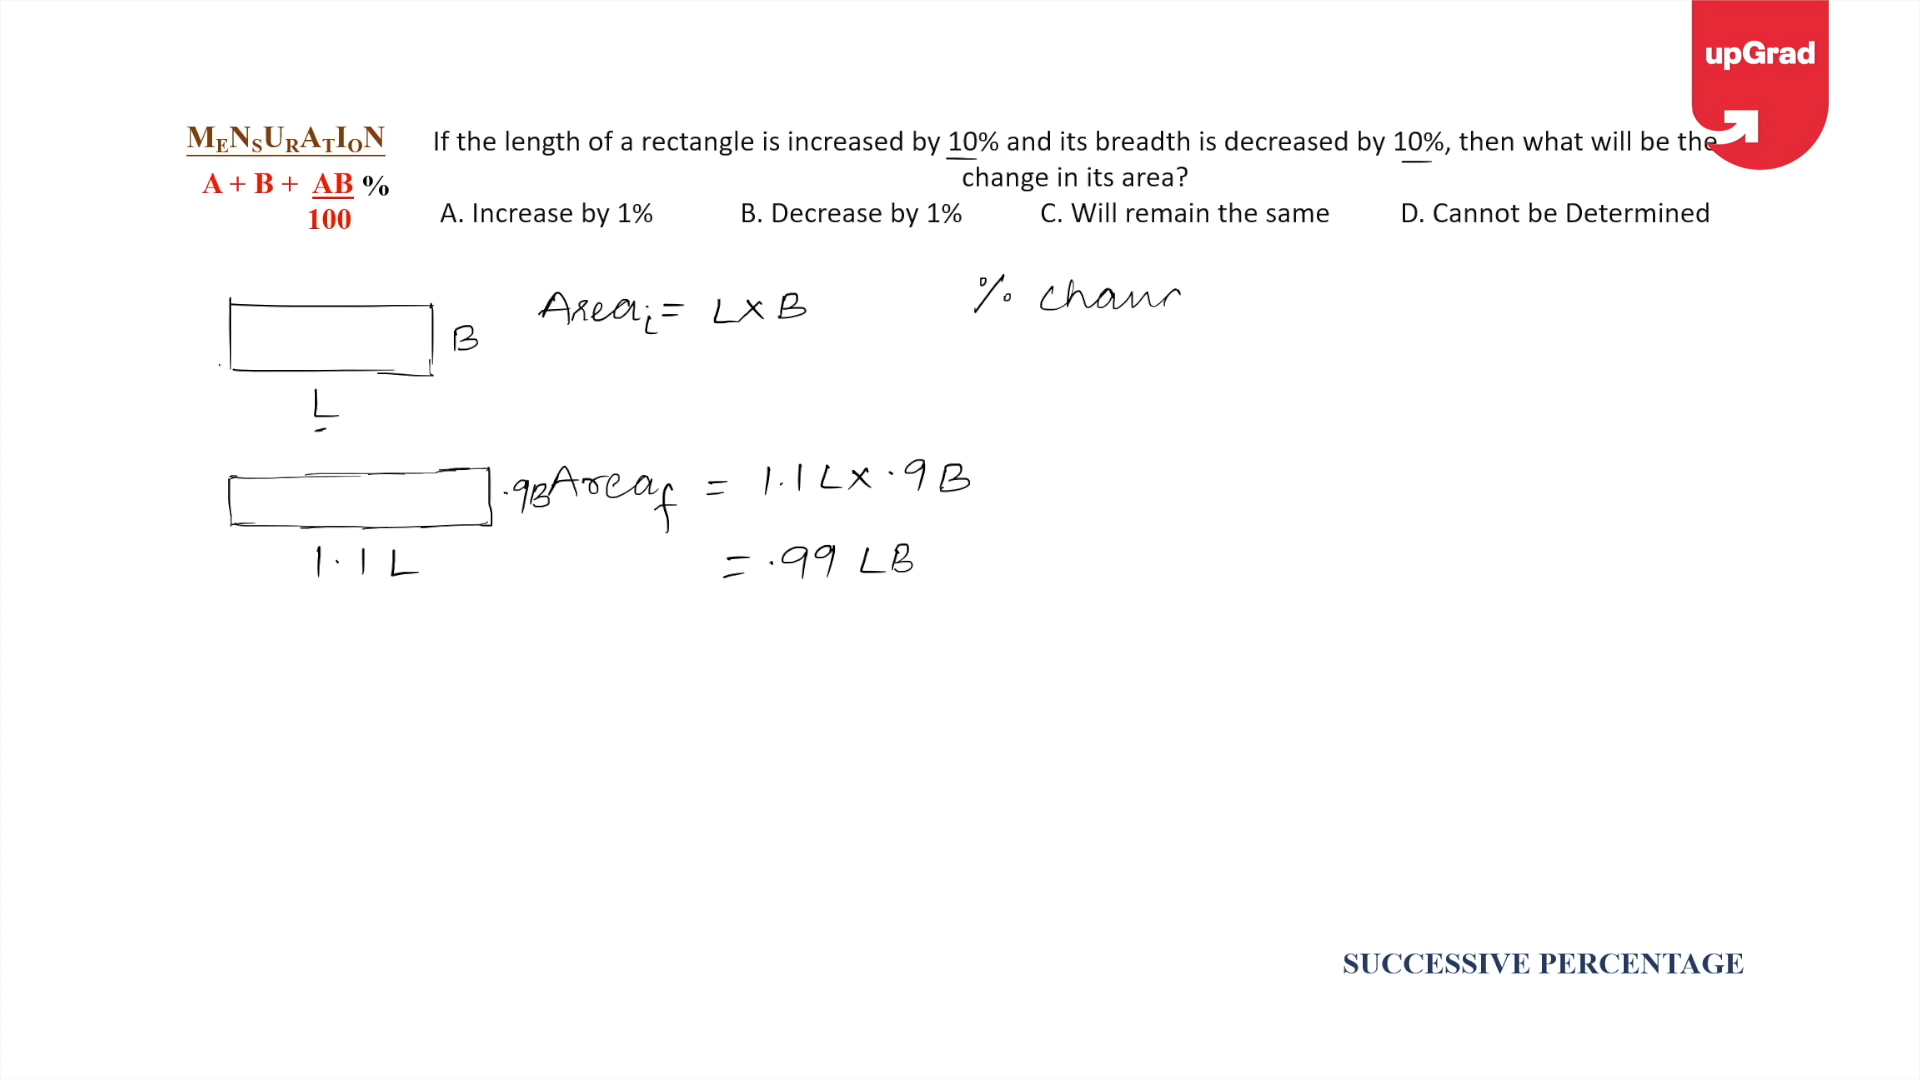 upGrad
MENSURATION
A + B + AB %
100
If the length of a rectangle is increased by 10% and its breadth is decreased by 10%, then what will be the
change in its area?
A. Increase by 1% B. Decrease by 1% C. Will remain the same D. Cannot be Determined
Areai = L x B
% chan
B
L
.9B
Areaf = 1.1 L x .9 B
1.1 L
= .99 LB
SUCCESSIVE PERCENTAGE